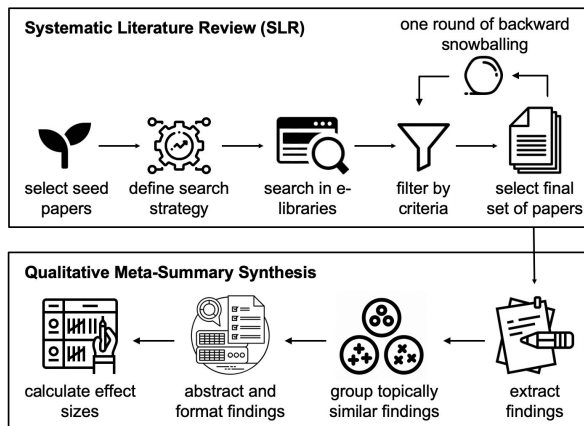 Systematic Literature Review (SLR)
one round of backward
snowballing
select seed
papers
define search
strategy
search in e-
libraries
filter by
criteria
select final
set of papers
Qualitative Meta-Summary Synthesis
calculate effect
sizes
abstract and
format findings
group topically
similar findings
extract
findings